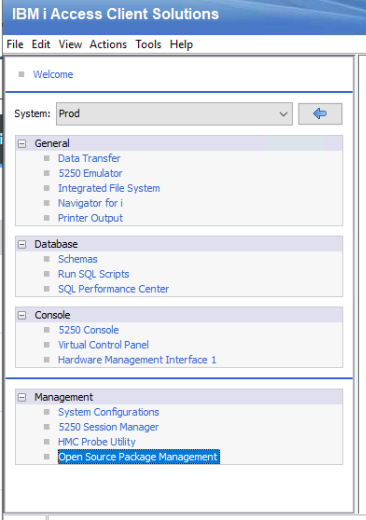 IBM i Access Client Solutions
File Edit View Actions Tools Help
Welcome
System: Prod
General
Data Transfer
5250 Emulator
Integrated File System
Navigator for i
Printer Output
Database
Schemas
Run SQL Scripts
SQL Performance Center
Console
5250 Console
Virtual Control Panel
Hardware Management Interface 1
Management
System Configurations
5250 Session Manager
HMC Probe Utility
Open Source Package Management